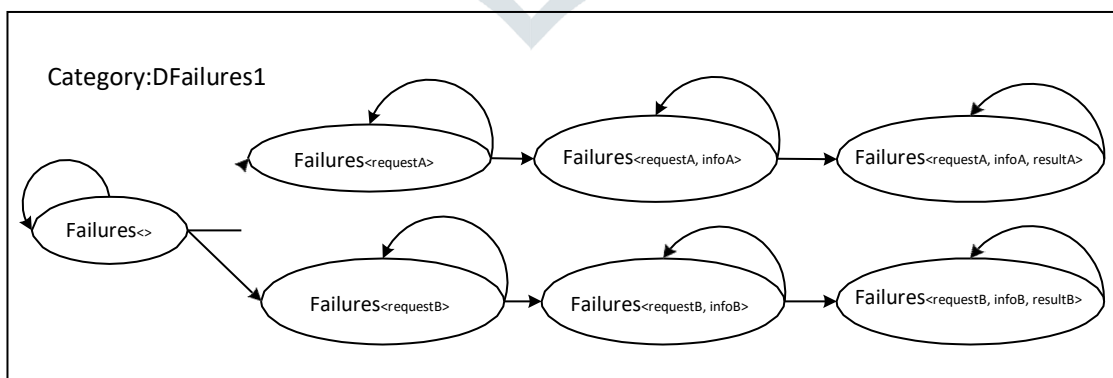 Category:DFailures1
Failures<requestA>
Failures<requestA, infoA>
Failures<requestA, infoA, resultA>
Failures<>
Failures<requestB>
Failures<requestB, infoB>
Failures<requestB, infoB, resultB>